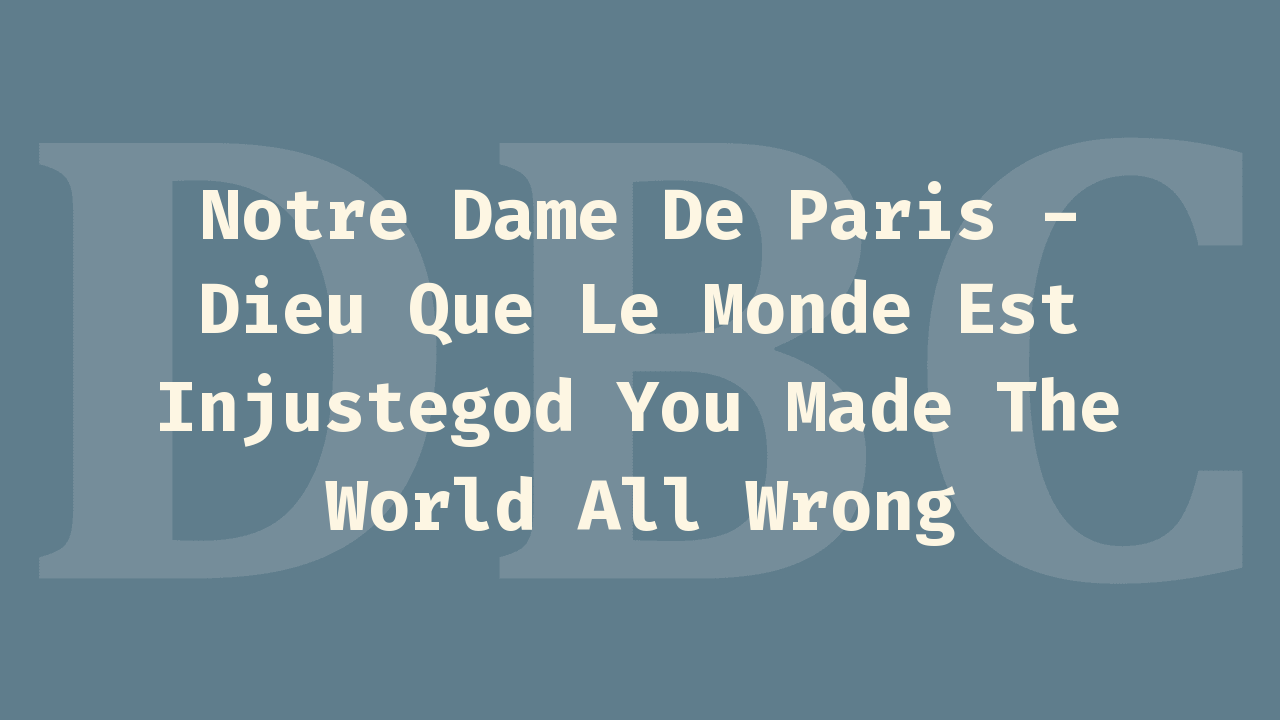 DBC
Notre Dame De Paris –
Dieu Que Le Monde Est
Injustegod You Made The
World All Wrong